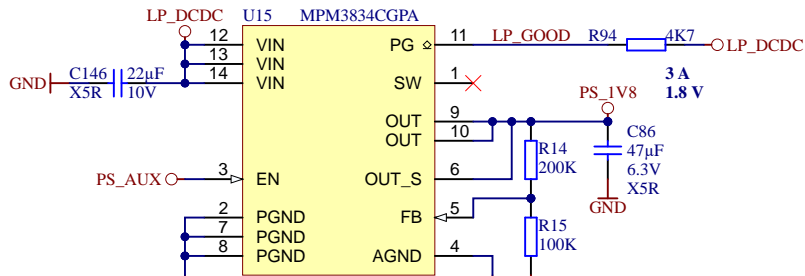 LP_DCDC
U15
MPM3834CGPA
12
VIN
PG
11
LP_GOOD
R94
4K7
LP_DCDC
13
VIN
14
VIN
GND
C146
22µF
X5R
10V
SW
1
3 A
1.8 V
PS_1V8
OUT
9
OUT
10
C86
47µF
6.3V
X5R
GND
R14
200K
PS_AUX
3
EN
OUT_S
6
2
PGND
FB
5
7
PGND
R15
100K
8
PGND
AGND
4